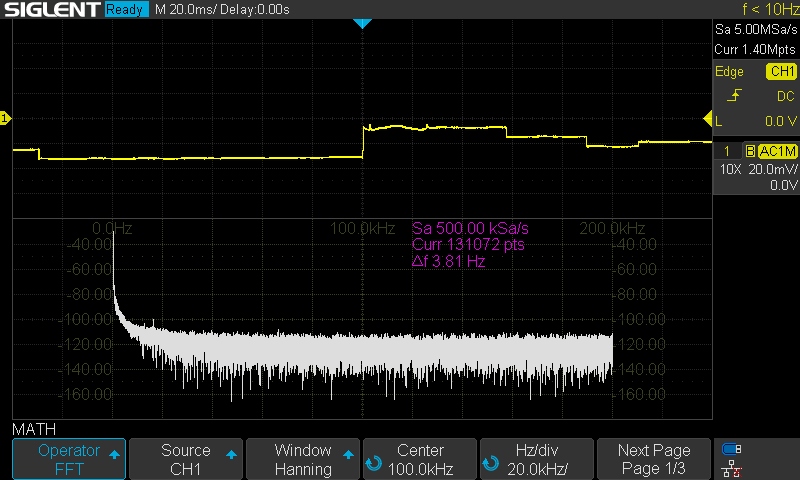 SIGLENT Ready M 20.0ms/ Delay:0.00s f < 10Hz
Sa 5.00MSa/s
Curr 1.40Mpts
Edge CH1
DC
L 0.0 V
1 B AC1M
10X 20.0mV/
0.0V
1
0.0Hz 100.0kHz 200.0kHz
Sa 500.00 kSa/s
Curr 131072 pts
Δf 3.81 Hz
-40.00 -40.00
-60.00 -60.00
-80.00 -80.00
-100.00 -100.00
-120.00 -120.00
-140.00 -140.00
-160.00 -160.00
MATH
Operator Source Window Center Hz/div Next Page
FFT CH1 Hanning 100.0kHz 20.0kHz/ Page 1/3